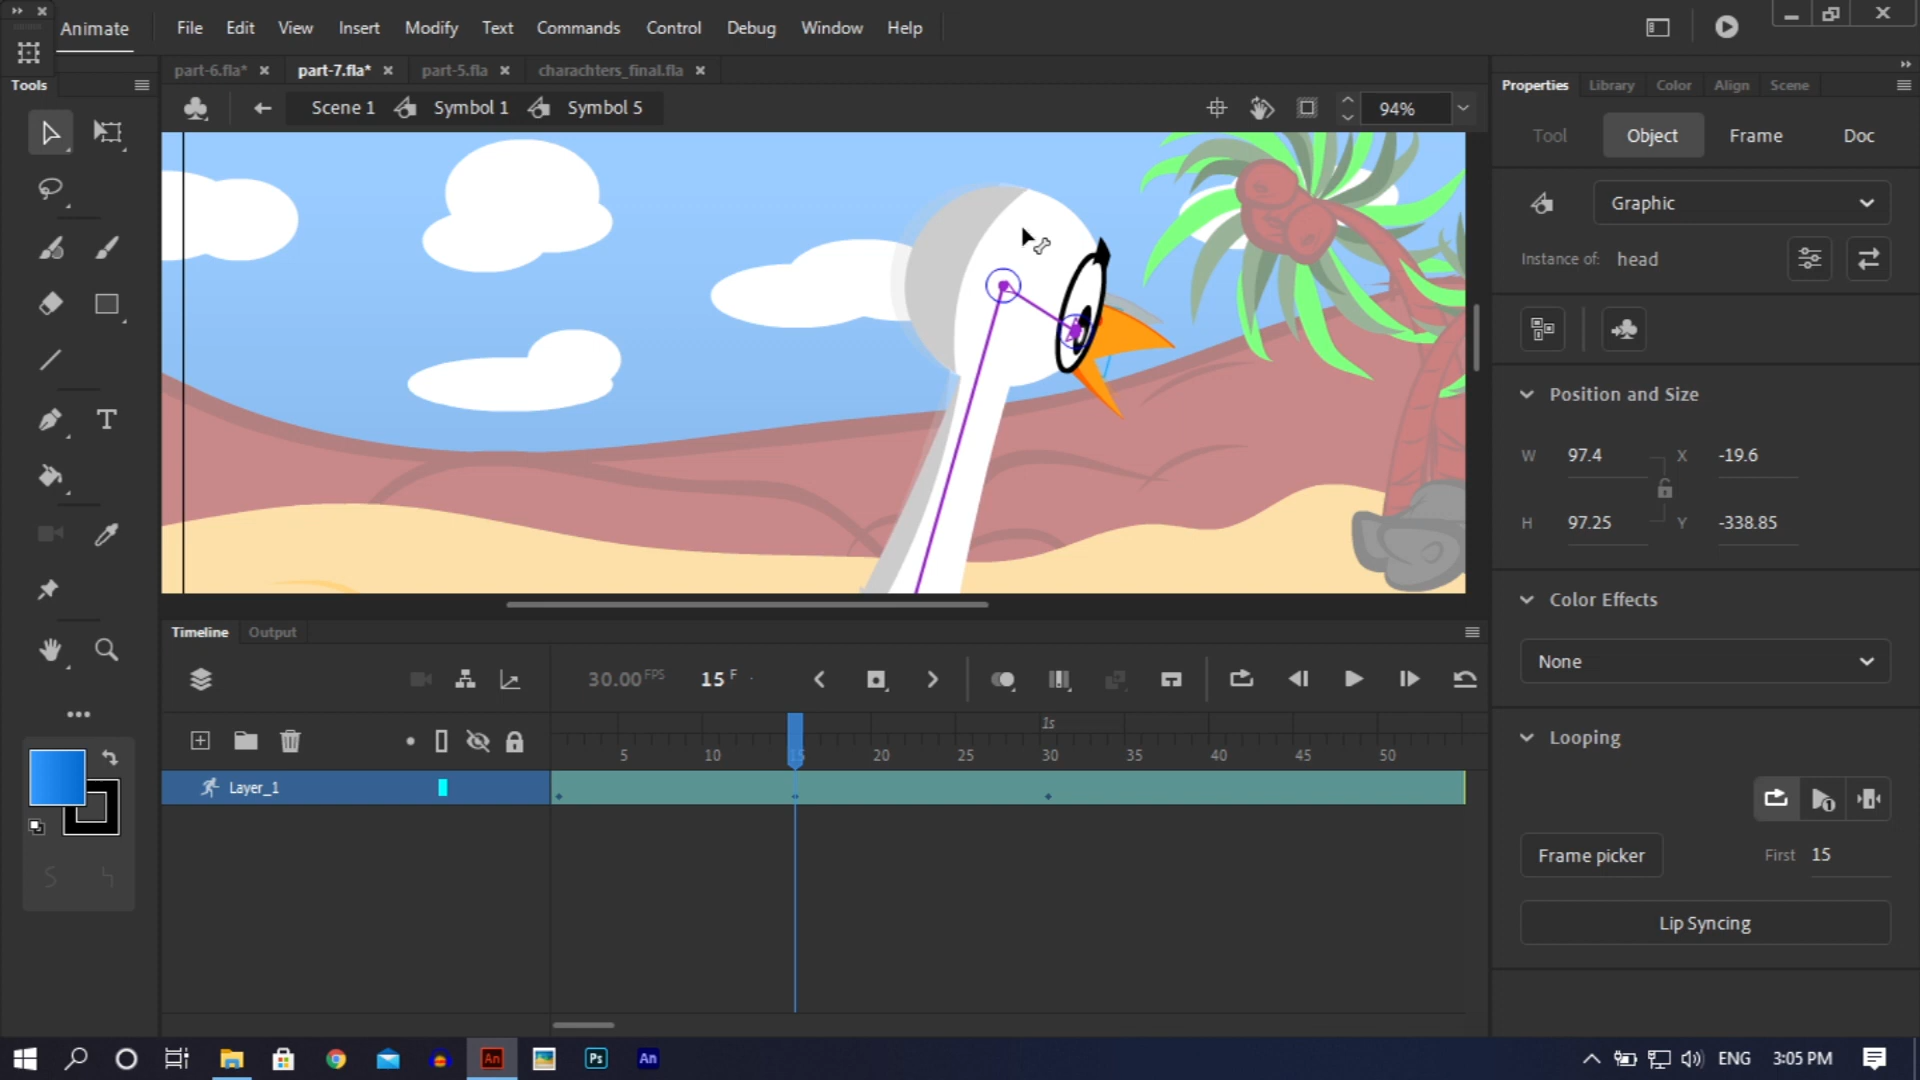 Animate
File Edit View Insert Modify Text Commands Control Debug Window Help
Tools
part-6.fla*
part-7.fla*
part-5.fla
charachters_final.fla
Scene 1
Symbol 1
Symbol 5
94%
Properties Library Color Align Scene
Tool Object Frame Doc
Graphic
Instance of: head
Position and Size
W 97.4 X -19.6
H 97.25 Y -338.85
Color Effects
None
Looping
Frame picker First 15
Lip Syncing
Timeline Output
30.00 FPS 15 F
1s
5 10 15 20 25 30 35 40 45 50
Layer_1
An Ps An
ENG 3:05 PM